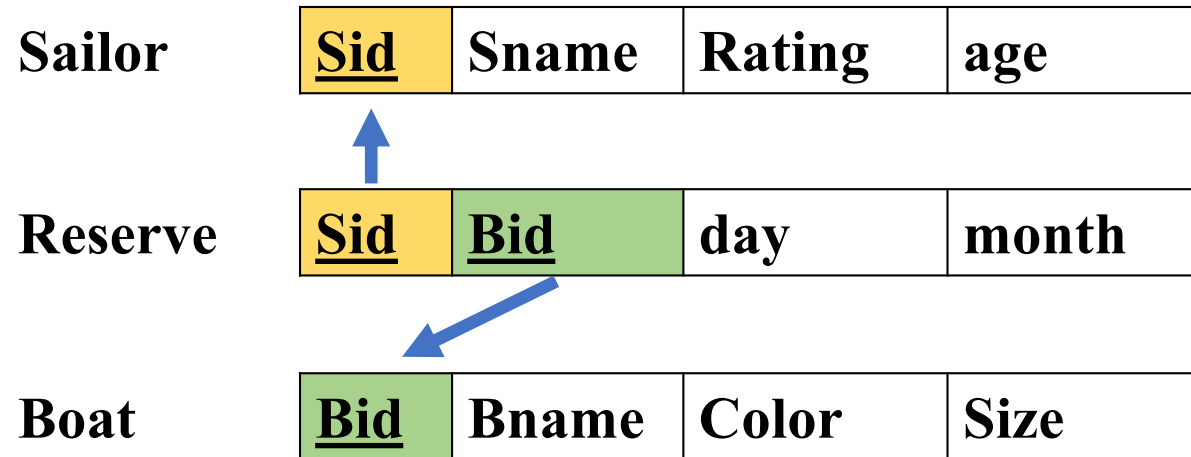 Sailor Sid Sname Rating age
Reserve Sid Bid day month
Boat Bid Bname Color Size